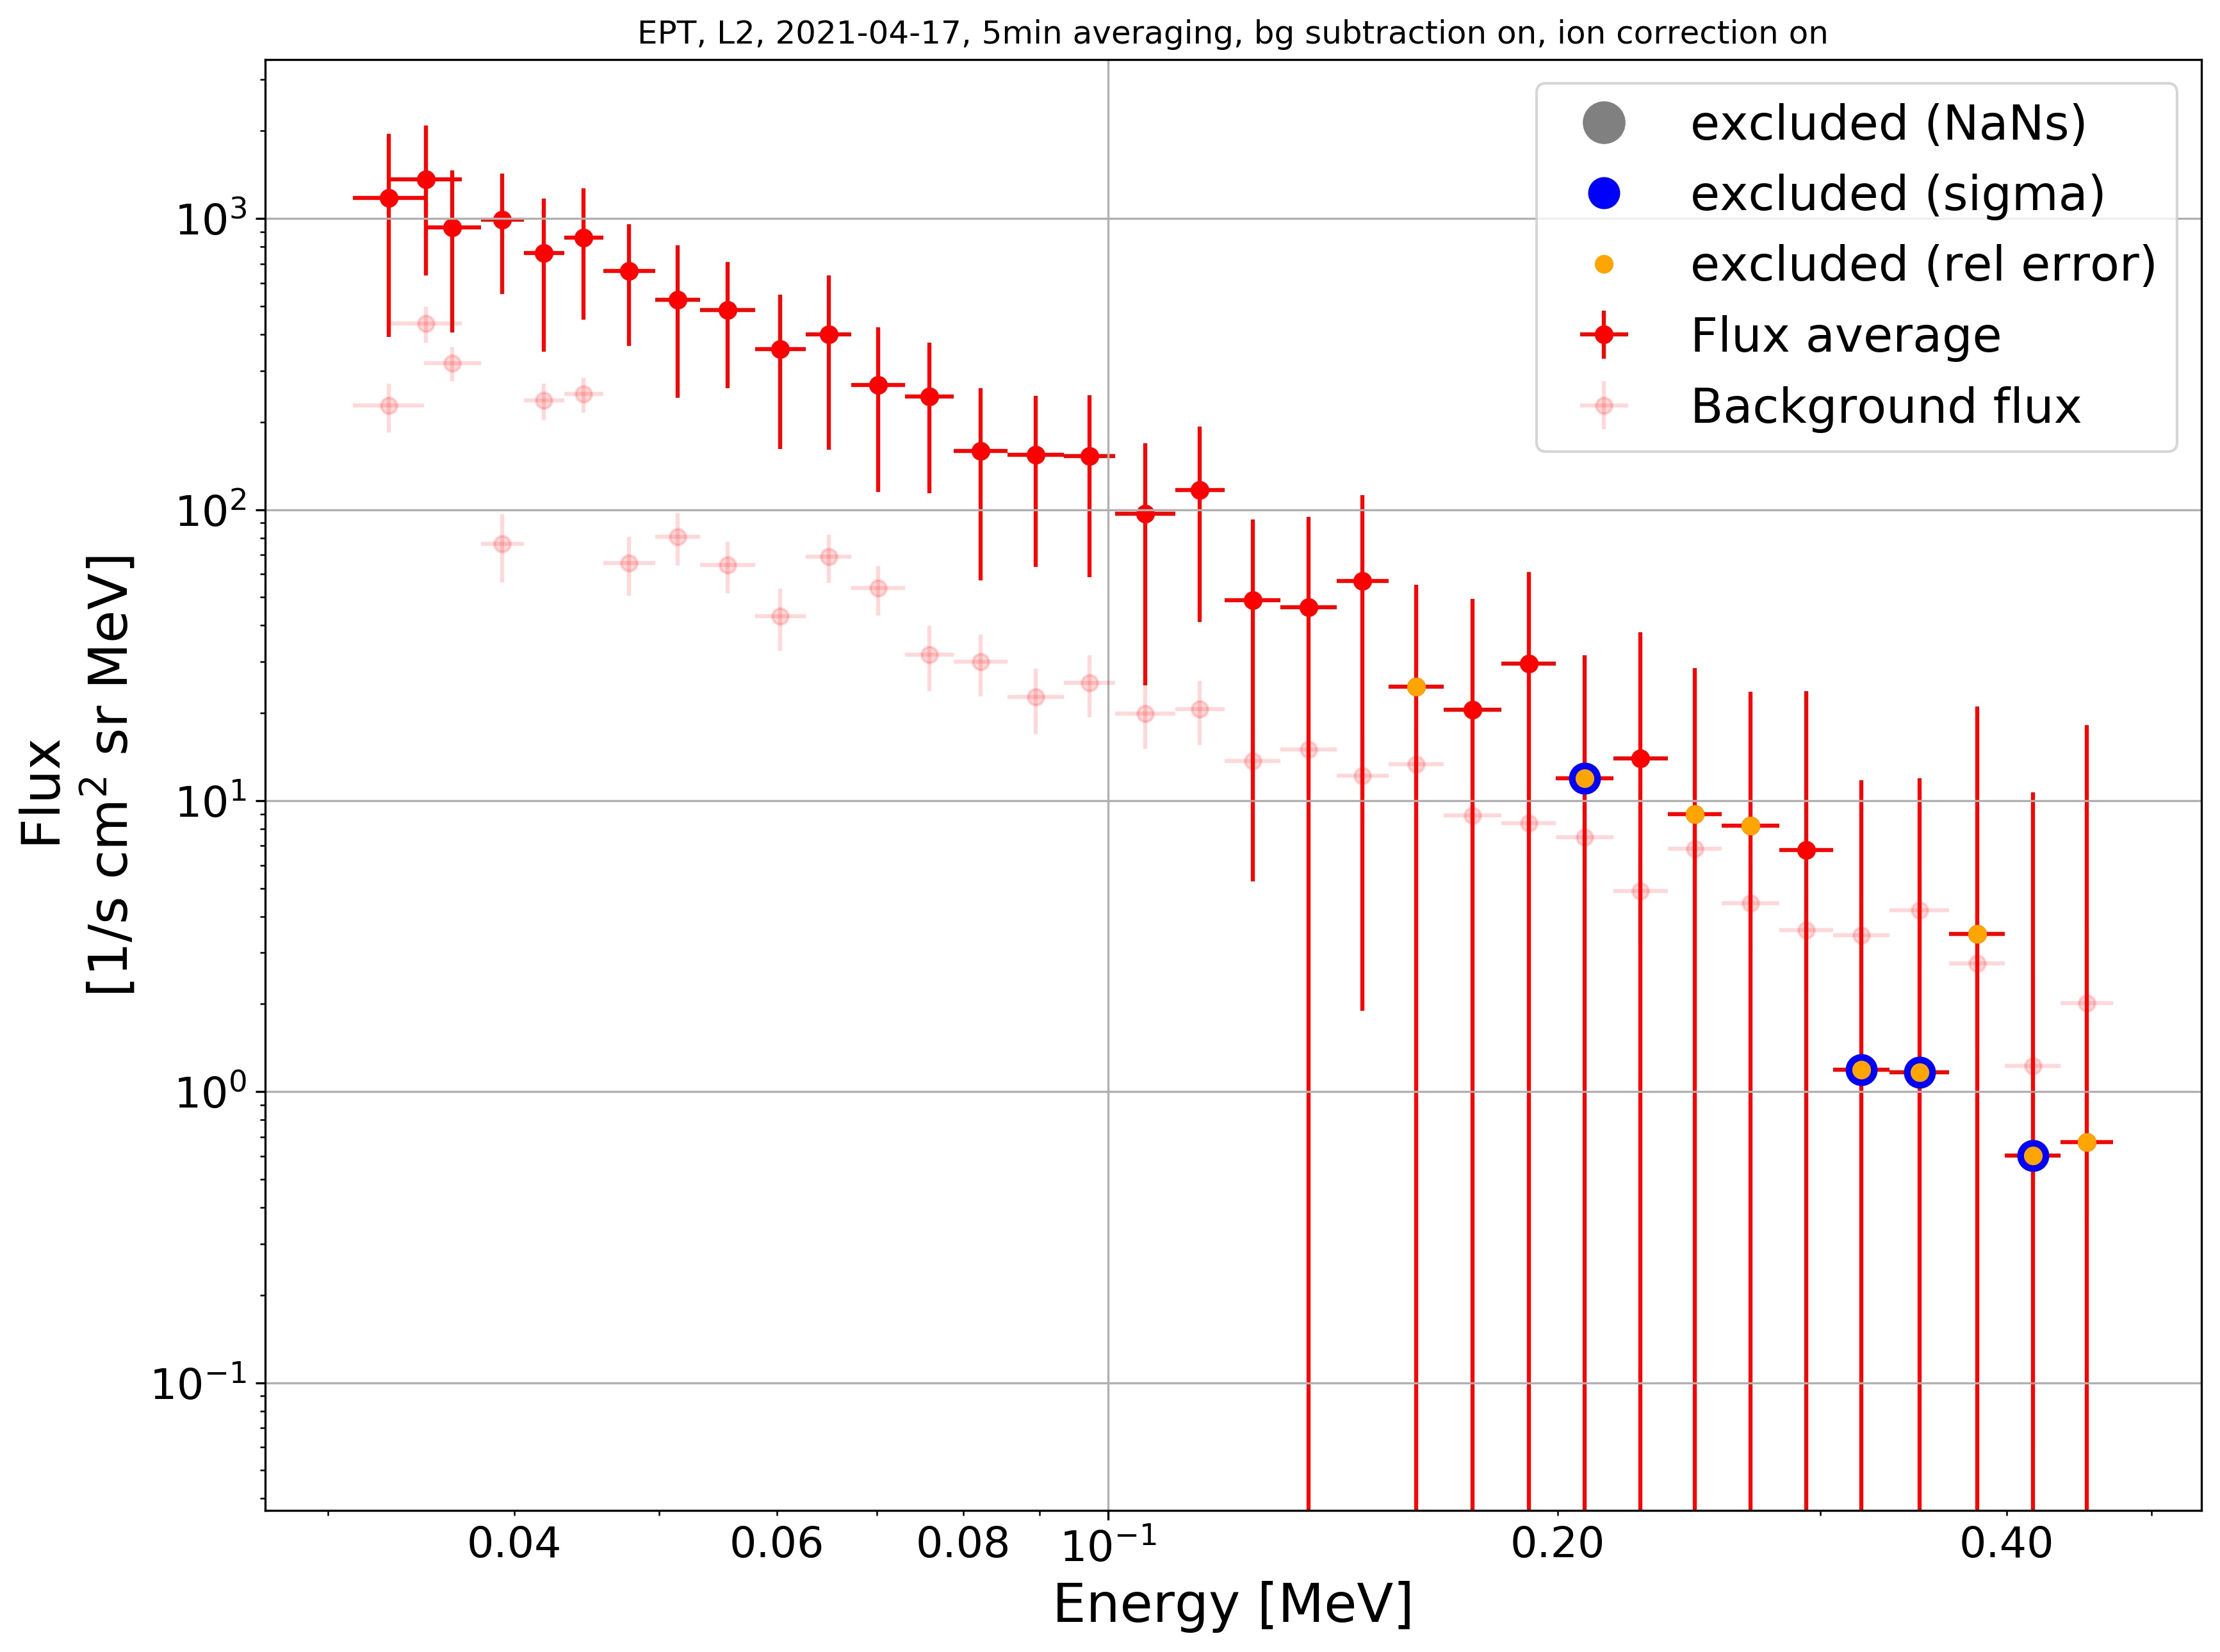 EPT, L2, 2021-04-17, 5min averaging, bg subtraction on, ion correction on
excluded (NaNs)
excluded (sigma)
excluded (rel error)
Flux average
Background flux
10³
10²
10¹
10⁰
10⁻¹
Flux
[1/s cm² sr MeV]
0.04
0.06
0.08
10⁻¹
0.20
0.40
Energy [MeV]